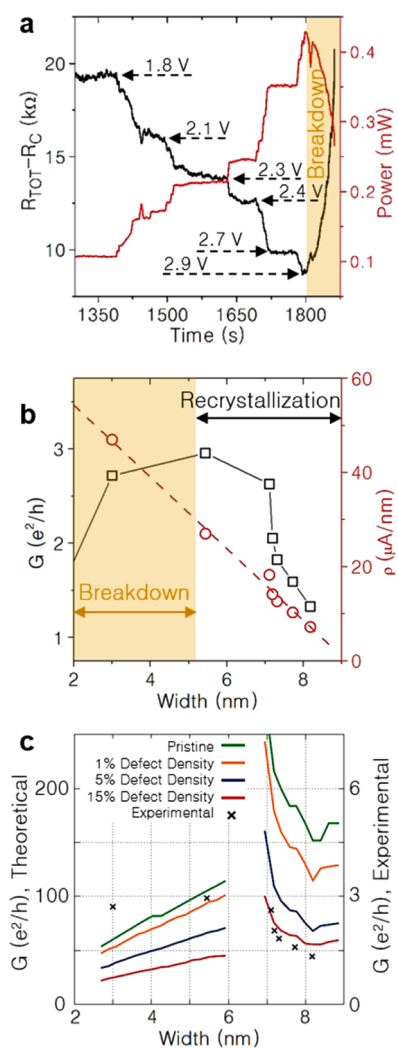 a
20
15
10
R_TOT–R_C (kΩ)
1.8 V
2.1 V
2.3 V
2.4 V
2.7 V
2.9 V
Breakdown
0.4
0.3
0.2
0.1
Power (mW)
1350 1500 1650 1800
Time (s)
b
3
2
1
G (e²/h)
Recrystallization
Breakdown
60
40
20
0
ρ (μA/nm)
2 4 6 8
Width (nm)
c
200
100
0
G (e²/h), Theoretical
Pristine
1% Defect Density
5% Defect Density
15% Defect Density
Experimental
6
3
0
G (e²/h), Experimental
2 4 6 8
Width (nm)